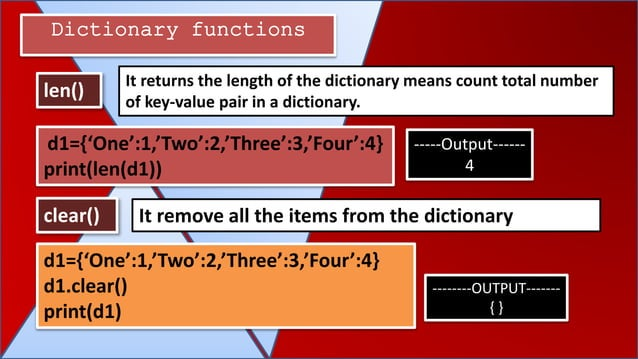 Dictionary functions
len()
It returns the length of the dictionary means count total number
of key-value pair in a dictionary.
d1={‘One’:1,’Two’:2,’Three’:3,’Four’:4}
print(len(d1))
-----Output------
4
clear()
It remove all the items from the dictionary
d1={‘One’:1,’Two’:2,’Three’:3,’Four’:4}
d1.clear()
print(d1)
--------OUTPUT-------
{ }